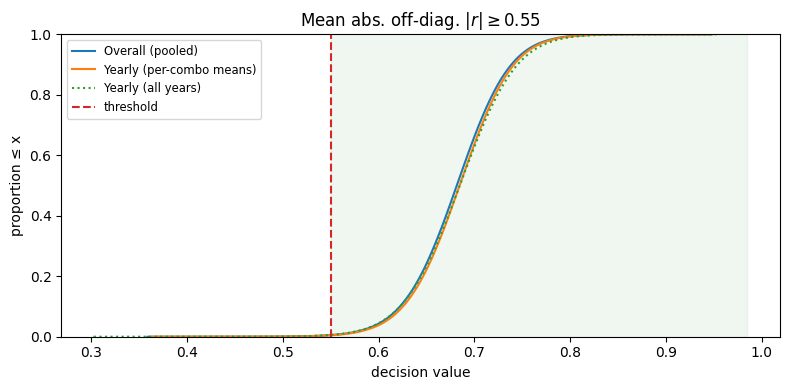 Mean abs. off-diag. |r| ≥ 0.55
Overall (pooled)
Yearly (per-combo means)
Yearly (all years)
threshold
proportion ≤ x
1.0
0.8
0.6
0.4
0.2
0.0
0.3 0.4 0.5 0.6 0.7 0.8 0.9 1.0
decision value